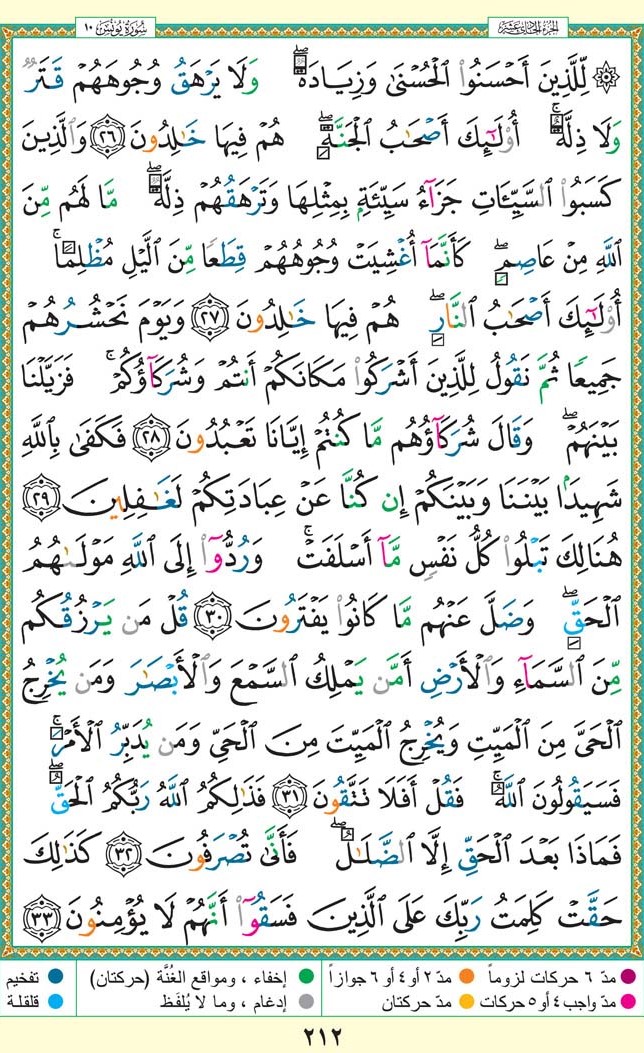 الجزء الحادي عشر
سورة يونس ١٠
۞ لِّلَّذِينَ أَحْسَنُوا۟ ٱلْحُسْنَىٰ وَزِيَادَةٌ ۖ وَلَا يَرْهَقُ وُجُوهَهُمْ قَتَرٌ
وَلَا ذِلَّةٌ ۚ أُو۟لَـٰٓئِكَ أَصْحَـٰبُ ٱلْجَنَّةِ ۖ هُمْ فِيهَا خَـٰلِدُونَ ٢٦ وَٱلَّذِينَ
كَسَبُوا۟ ٱلسَّيِّـَٔاتِ جَزَآءُ سَيِّئَةٍۭ بِمِثْلِهَا وَتَرْهَقُهُمْ ذِلَّةٌ ۖ مَّا لَهُم مِّنَ
ٱللَّهِ مِنْ عَاصِمٍ ۖ كَأَنَّمَآ أُغْشِيَتْ وُجُوهُهُمْ قِطَعًا مِّنَ ٱلَّيْلِ مُظْلِمًا ۚ
أُو۟لَـٰٓئِكَ أَصْحَـٰبُ ٱلنَّارِ ۖ هُمْ فِيهَا خَـٰلِدُونَ ٢٧ وَيَوْمَ نَحْشُرُهُمْ
جَمِيعًا ثُمَّ نَقُولُ لِلَّذِينَ أَشْرَكُوا۟ مَكَانَكُمْ أَنتُمْ وَشُرَكَآؤُكُمْ ۚ فَزَيَّلْنَا
بَيْنَهُمْ ۖ وَقَالَ شُرَكَآؤُهُم مَّا كُنتُمْ إِيَّانَا تَعْبُدُونَ ٢٨ فَكَفَىٰ بِٱللَّهِ
شَهِيدًۢا بَيْنَنَا وَبَيْنَكُمْ إِن كُنَّا عَنْ عِبَادَتِكُمْ لَغَـٰفِلِينَ ٢٩
هُنَالِكَ تَبْلُوا۟ كُلُّ نَفْسٍ مَّآ أَسْلَفَتْ ۚ وَرُدُّوٓا۟ إِلَى ٱللَّهِ مَوْلَىٰهُمُ
ٱلْحَقِّ ۖ وَضَلَّ عَنْهُم مَّا كَانُوا۟ يَفْتَرُونَ ٣٠ قُلْ مَن يَرْزُقُكُم
مِّنَ ٱلسَّمَآءِ وَٱلْأَرْضِ أَمَّن يَمْلِكُ ٱلسَّمْعَ وَٱلْأَبْصَـٰرَ وَمَن يُخْرِجُ
ٱلْحَىَّ مِنَ ٱلْمَيِّتِ وَيُخْرِجُ ٱلْمَيِّتَ مِنَ ٱلْحَىِّ وَمَن يُدَبِّرُ ٱلْأَمْرَ ۚ
فَسَيَقُولُونَ ٱللَّهُ ۚ فَقُلْ أَفَلَا تَتَّقُونَ ٣١ فَذَٰلِكُمُ ٱللَّهُ رَبُّكُمُ ٱلْحَقُّ ۖ
فَمَاذَا بَعْدَ ٱلْحَقِّ إِلَّا ٱلضَّلَـٰلُ ۖ فَأَنَّىٰ تُصْرَفُونَ ٣٢ كَذَٰلِكَ
حَقَّتْ كَلِمَتُ رَبِّكَ عَلَى ٱلَّذِينَ فَسَقُوٓا۟ أَنَّهُمْ لَا يُؤْمِنُونَ ٣٣
مدّ ٦ حركات لزوماً مدّ ٢ أو ٤ أو ٦ جوازاً إخفاء ، ومواقع الغُنَّة (حركتان) تفخيم
مدّ واجب ٤ أو ٥ حركات مدّ حركتان إدغام ، وما لا يُلفَظ قلقلة
٢١٢